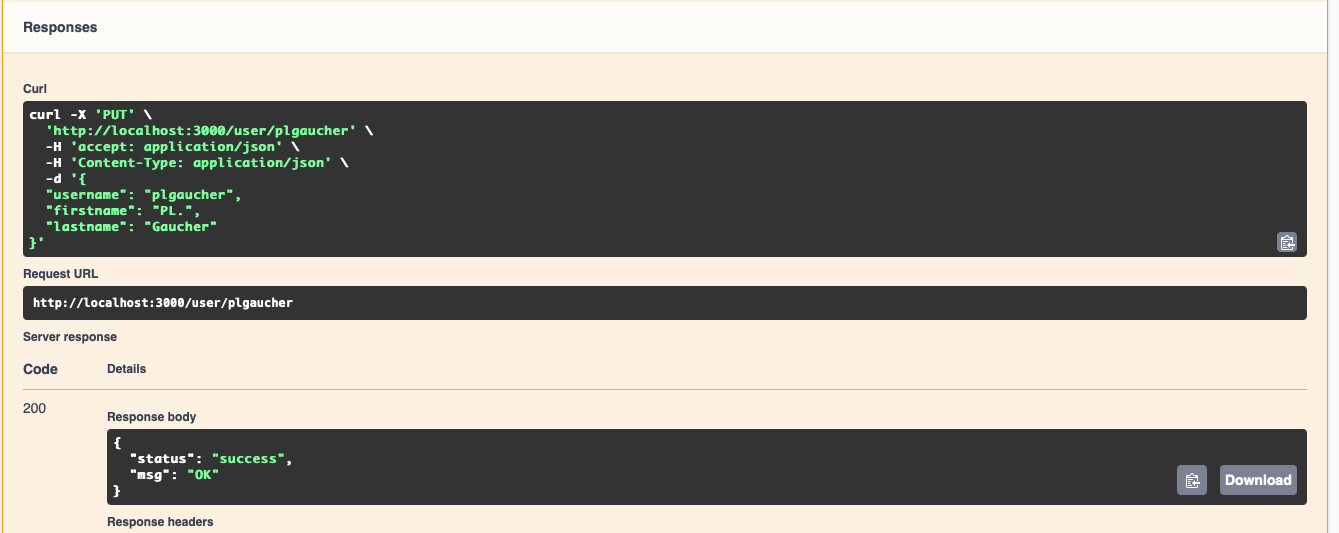 Responses
Curl
curl -X 'PUT' \
  'http://localhost:3000/user/plgaucher' \
  -H 'accept: application/json' \
  -H 'Content-Type: application/json' \
  -d '{
  "username": "plgaucher",
  "firstname": "PL.",
  "lastname": "Gaucher"
}'
Request URL
http://localhost:3000/user/plgaucher
Server response
Code Details
200
Response body
{
  "status": "success",
  "msg": "OK"
}
Download
Response headers